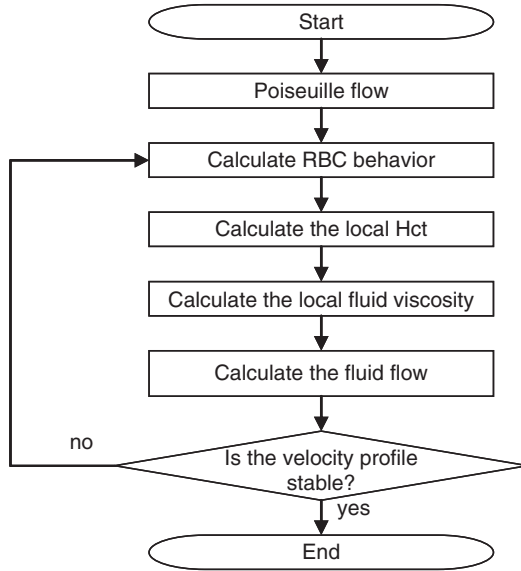 Start
Poiseuille flow
Calculate RBC behavior
Calculate the local Hct
Calculate the local fluid viscosity
Calculate the fluid flow
no
Is the velocity profile
stable?
yes
End